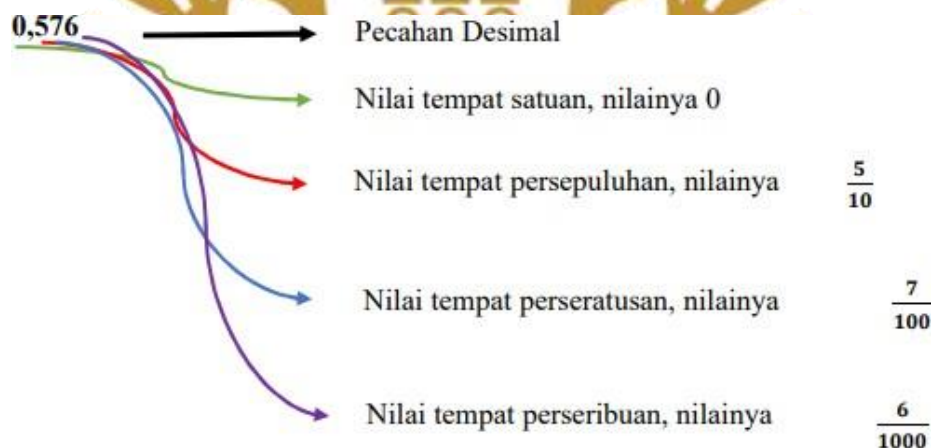 0,576 Pecahan Desimal
Nilai tempat satuan, nilainya 0
Nilai tempat persepuluhan, nilainya 5/10
Nilai tempat perseratusan, nilainya 7/100
Nilai tempat perseribuan, nilainya 6/1000